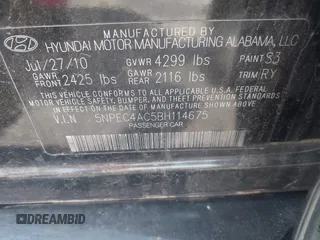 MANUFACTURED BY
HYUNDAI MOTOR MANUFACTURING ALABAMA, LLC
Jul/27/10 GVWR 4299 lbs PAINT S3
GAWR FRONT 2425 lbs GAWR REAR 2116 lbs TRIM RY
THIS VEHICLE CONFORMS TO ALL APPLICABLE U.S.A. FEDERAL
MOTOR VEHICLE SAFETY, BUMPER, AND THEFT PREVENTION STANDARDS
IN EFFECT ON THE DATE OF MANUFACTURE SHOWN ABOVE.
V.I.N. 5NPEC4AC5BH114675
PASSENGER CAR
DREAMBID